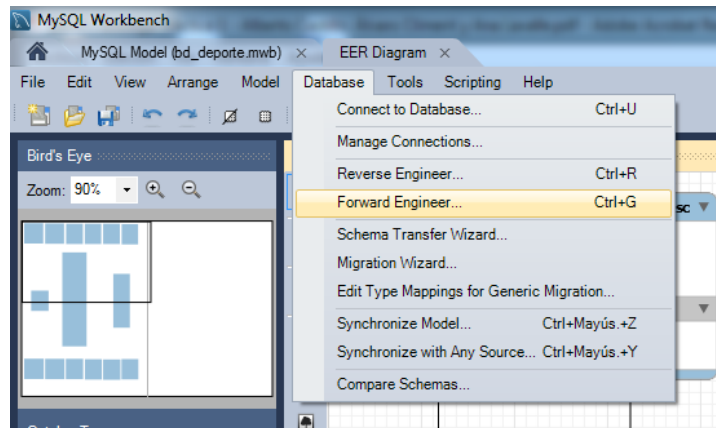 MySQL Workbench
MySQL Model (bd_deporte.mwb) × EER Diagram ×
File Edit View Arrange Model Database Tools Scripting Help
Connect to Database... Ctrl+U
Manage Connections...
Bird's Eye
Reverse Engineer... Ctrl+R
Zoom: 90%
Forward Engineer... Ctrl+G
sc
Schema Transfer Wizard...
Migration Wizard...
Edit Type Mappings for Generic Migration...
Synchronize Model... Ctrl+Mayús.+Z
Synchronize with Any Source... Ctrl+Mayús.+Y
Compare Schemas...